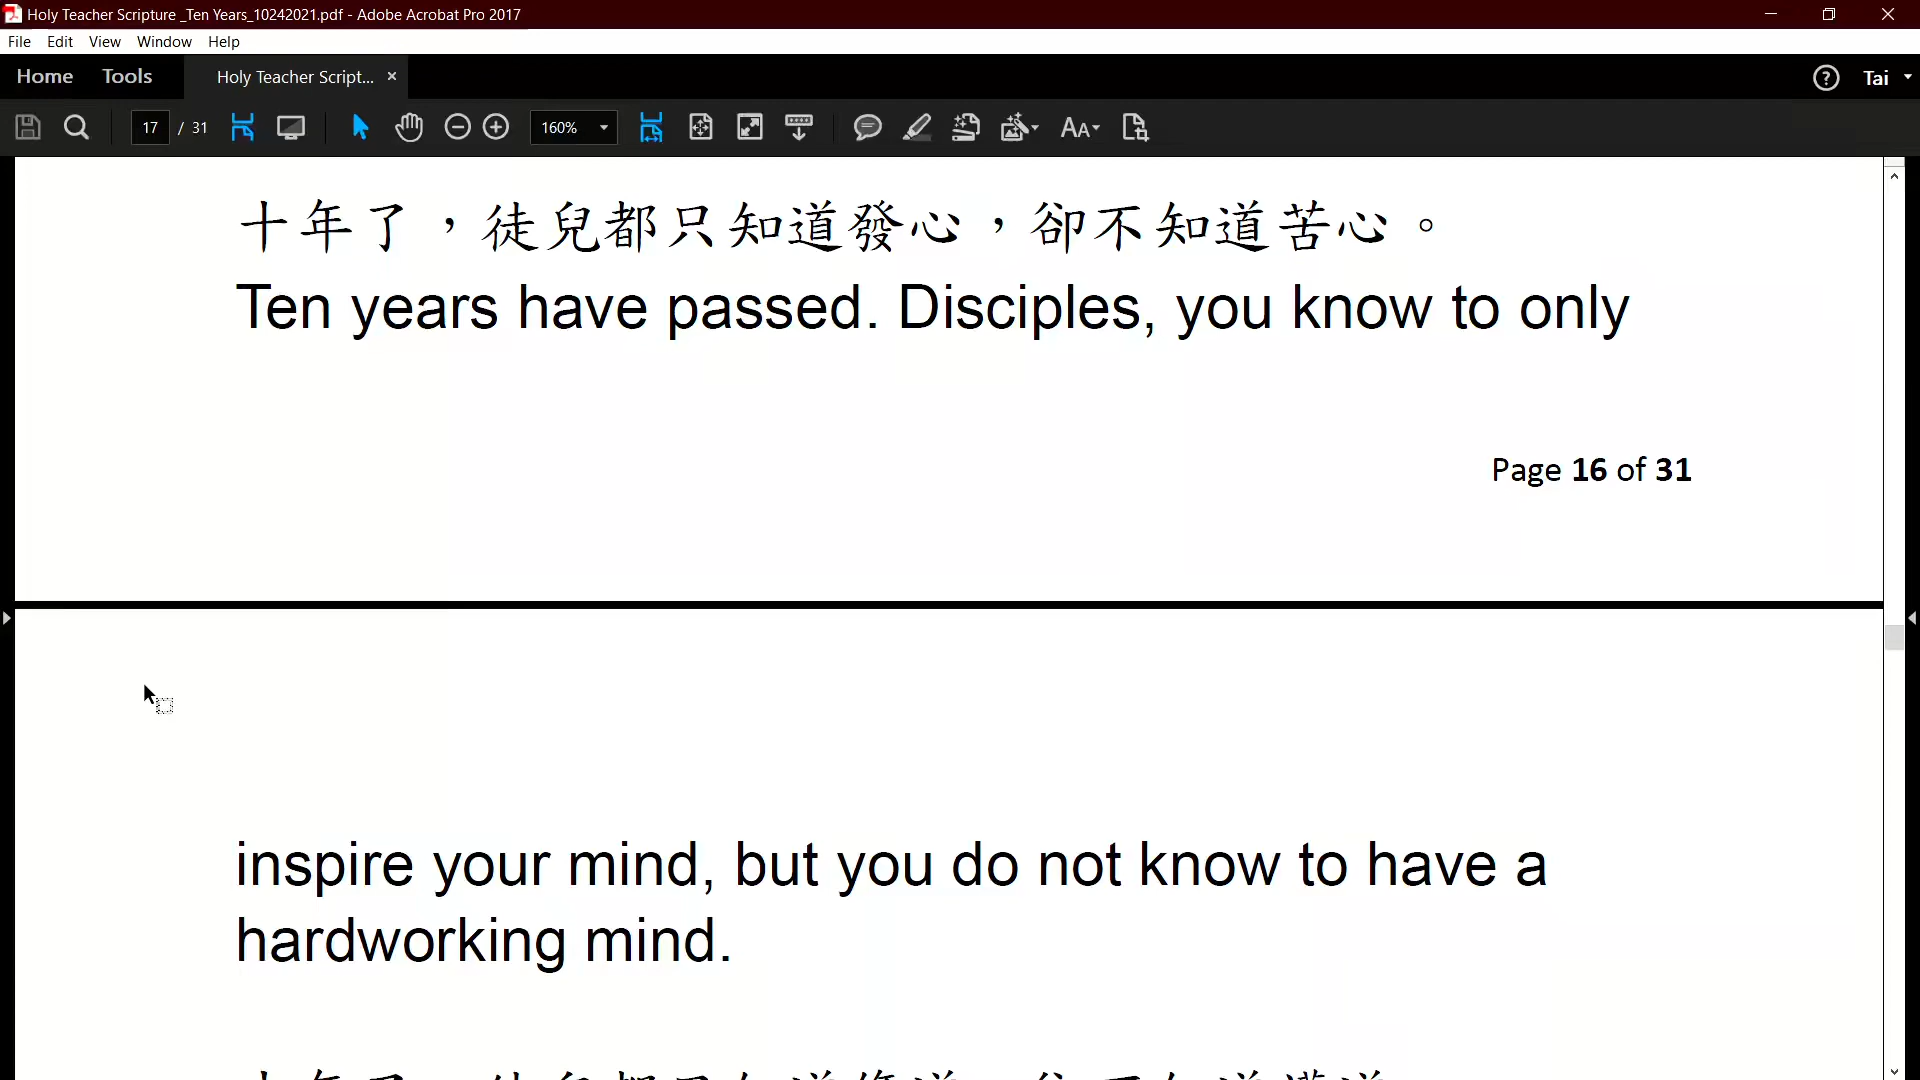 Holy Teacher Scripture _Ten Years_10242021.pdf - Adobe Acrobat Pro 2017
File Edit View Window Help
Home Tools Holy Teacher Script... × ? Tai
17 / 31 160%
十年了，徒兒都只知道發心，卻不知道苦心。
Ten years have passed. Disciples, you know to only
Page 16 of 31
inspire your mind, but you do not know to have a
hardworking mind.